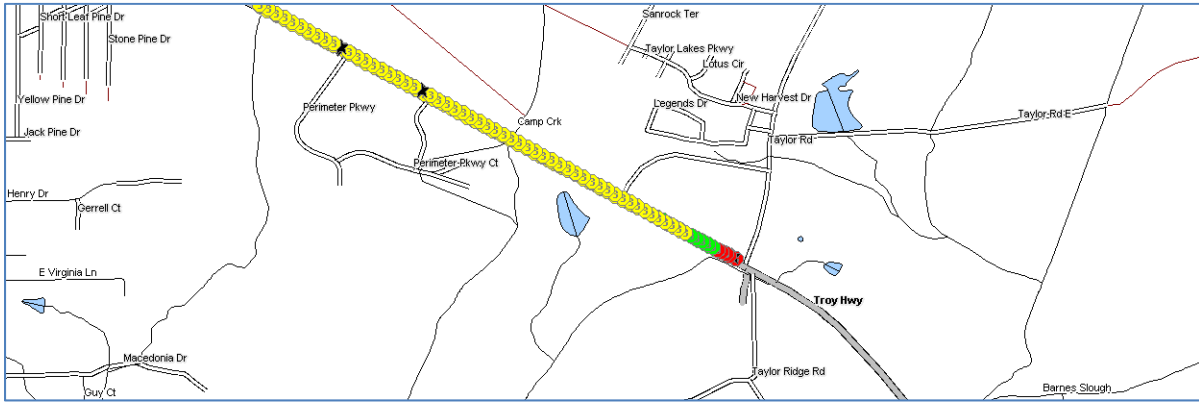 Short Leaf Pine Dr
Sanrock Ter
Stone Pine Dr
Taylor Lakes Pkwy
Lotus Cir
Yellow Pine Dr
Perimeter Pkwy
Legends Dr
New Harvest Dr
Taylor Rd E
Camp Crk
Jack Pine Dr
Taylor Rd
Perimeter Pkwy Ct
Henry Dr
Gerrell Ct
E Virginia Ln
Troy Hwy
Macedonia Dr
Taylor Ridge Rd
Guy Ct
Barnes Slough